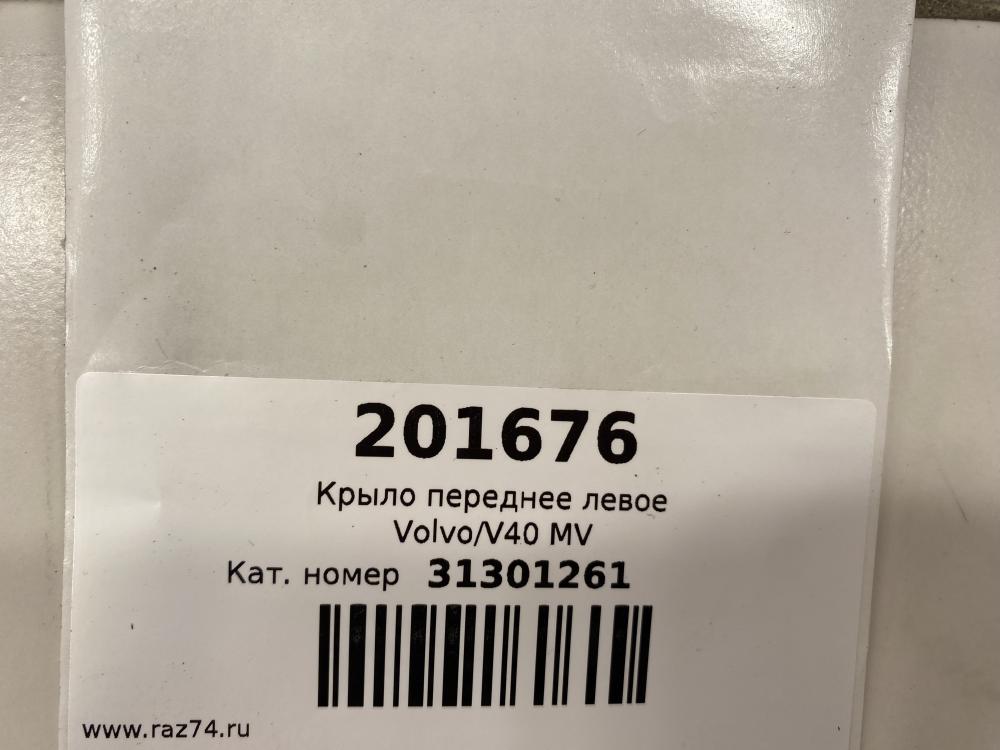 201676
Крыло переднее левое
Volvo/V40 MV
Кат. номер 31301261
www.raz74.ru